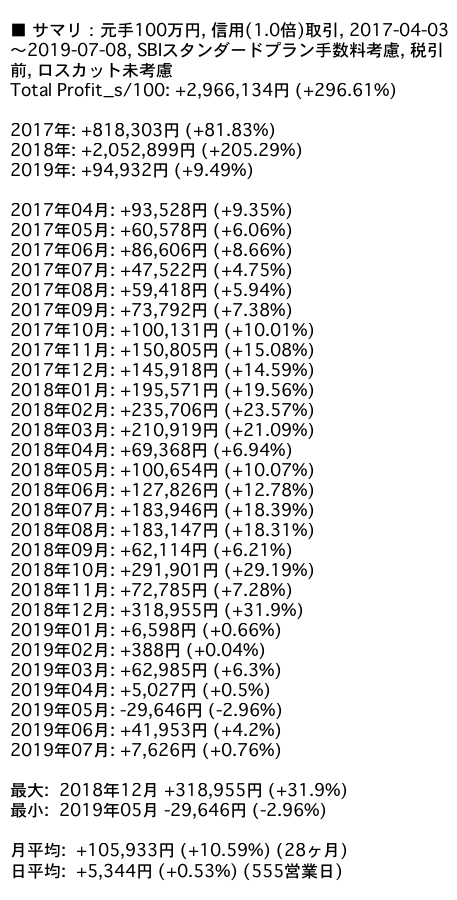 ■ サマリ：元手100万円, 信用(1.0倍)取引, 2017-04-03
～2019-07-08, SBIスタンダードプラン手数料考慮, 税引
前, ロスカット未考慮
Total Profit_s/100: +2,966,134円 (+296.61%)
2017年: +818,303円 (+81.83%)
2018年: +2,052,899円 (+205.29%)
2019年: +94,932円 (+9.49%)
2017年04月: +93,528円 (+9.35%)
2017年05月: +60,578円 (+6.06%)
2017年06月: +86,606円 (+8.66%)
2017年07月: +47,522円 (+4.75%)
2017年08月: +59,418円 (+5.94%)
2017年09月: +73,792円 (+7.38%)
2017年10月: +100,131円 (+10.01%)
2017年11月: +150,805円 (+15.08%)
2017年12月: +145,918円 (+14.59%)
2018年01月: +195,571円 (+19.56%)
2018年02月: +235,706円 (+23.57%)
2018年03月: +210,919円 (+21.09%)
2018年04月: +69,368円 (+6.94%)
2018年05月: +100,654円 (+10.07%)
2018年06月: +127,826円 (+12.78%)
2018年07月: +183,946円 (+18.39%)
2018年08月: +183,147円 (+18.31%)
2018年09月: +62,114円 (+6.21%)
2018年10月: +291,901円 (+29.19%)
2018年11月: +72,785円 (+7.28%)
2018年12月: +318,955円 (+31.9%)
2019年01月: +6,598円 (+0.66%)
2019年02月: +388円 (+0.04%)
2019年03月: +62,985円 (+6.3%)
2019年04月: +5,027円 (+0.5%)
2019年05月: -29,646円 (-2.96%)
2019年06月: +41,953円 (+4.2%)
2019年07月: +7,626円 (+0.76%)
最大: 2018年12月 +318,955円 (+31.9%)
最小: 2019年05月 -29,646円 (-2.96%)
月平均: +105,933円 (+10.59%) (28ヶ月)
日平均: +5,344円 (+0.53%) (555営業日)